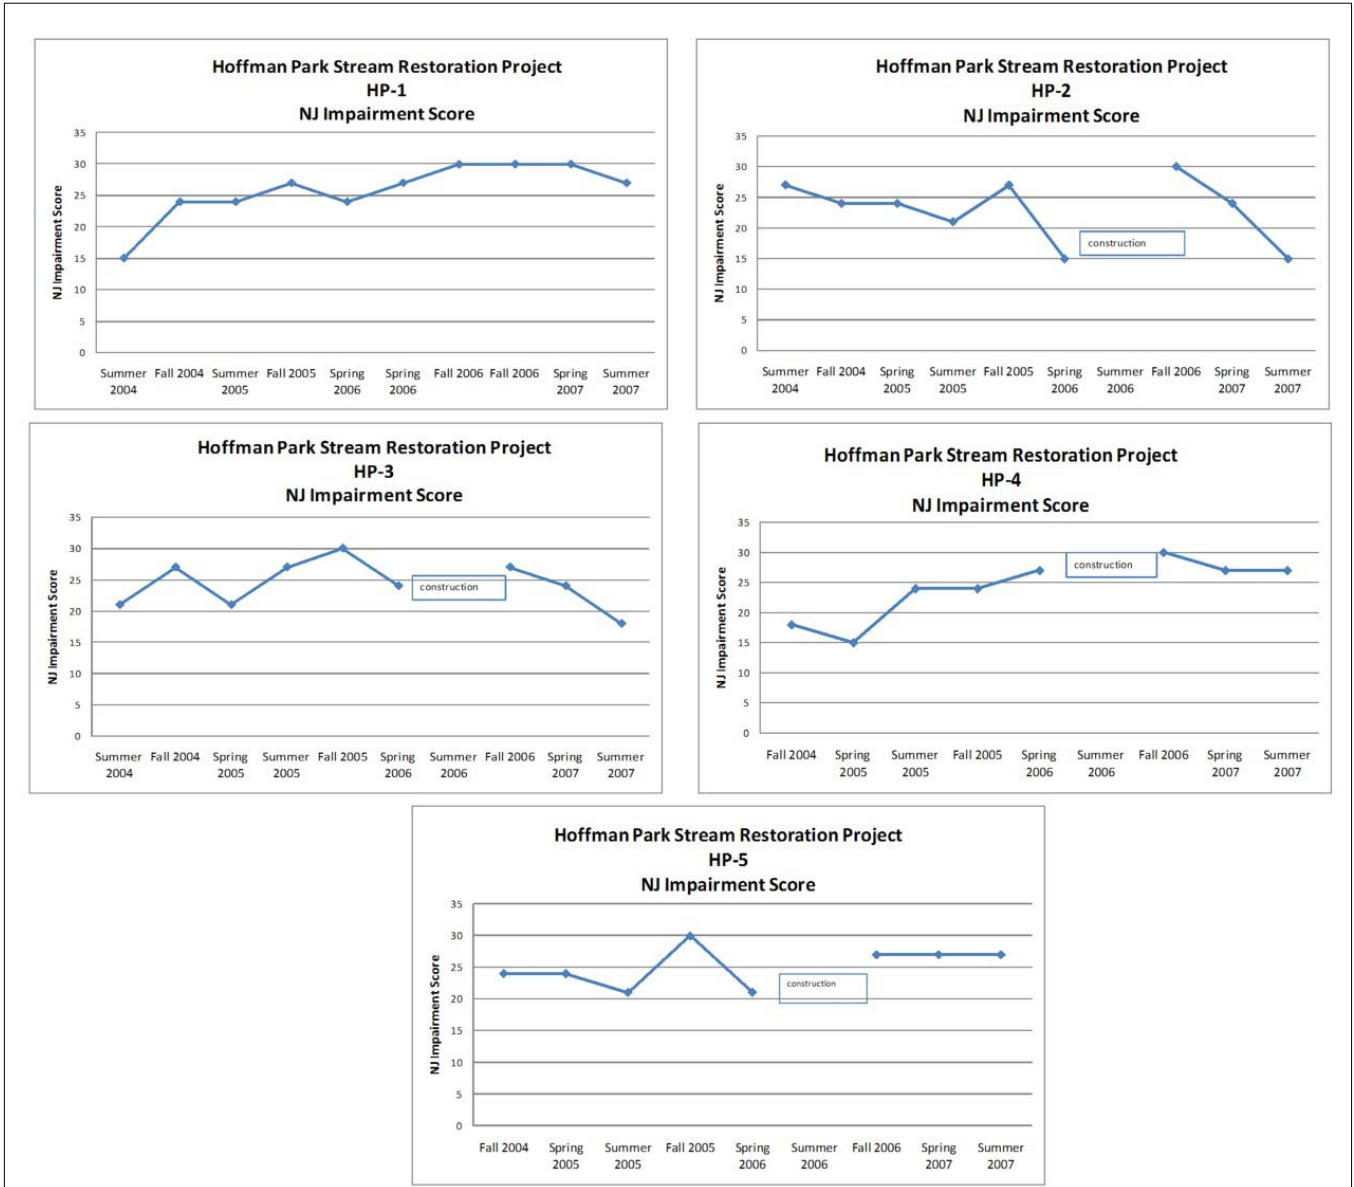 Hoffman Park Stream Restoration Project
HP-1
NJ Impairment Score
NJ Impairment Score
35
30
25
20
15
10
5
0
Summer 2004
Fall 2004
Summer 2005
Fall 2005
Spring 2006
Spring 2006
Fall 2006
Fall 2006
Spring 2007
Summer 2007
Hoffman Park Stream Restoration Project
HP-2
NJ Impairment Score
NJ Impairment Score
35
30
25
20
15
10
5
0
construction
Summer 2004
Fall 2004
Spring 2005
Summer 2005
Fall 2005
Spring 2006
Summer 2006
Fall 2006
Spring 2007
Summer 2007
Hoffman Park Stream Restoration Project
HP-3
NJ Impairment Score
NJ Impairment Score
35
30
25
20
15
10
5
0
construction
Summer 2004
Fall 2004
Spring 2005
Summer 2005
Fall 2005
Spring 2006
Summer 2006
Fall 2006
Spring 2007
Summer 2007
Hoffman Park Stream Restoration Project
HP-4
NJ Impairment Score
NJ Impairment Score
35
30
25
20
15
10
5
0
construction
Fall 2004
Spring 2005
Summer 2005
Fall 2005
Spring 2006
Summer 2006
Fall 2006
Spring 2007
Summer 2007
Hoffman Park Stream Restoration Project
HP-5
NJ Impairment Score
NJ Impairment Score
35
30
25
20
15
10
5
0
construction
Fall 2004
Spring 2005
Summer 2005
Fall 2005
Spring 2006
Summer 2006
Fall 2006
Spring 2007
Summer 2007